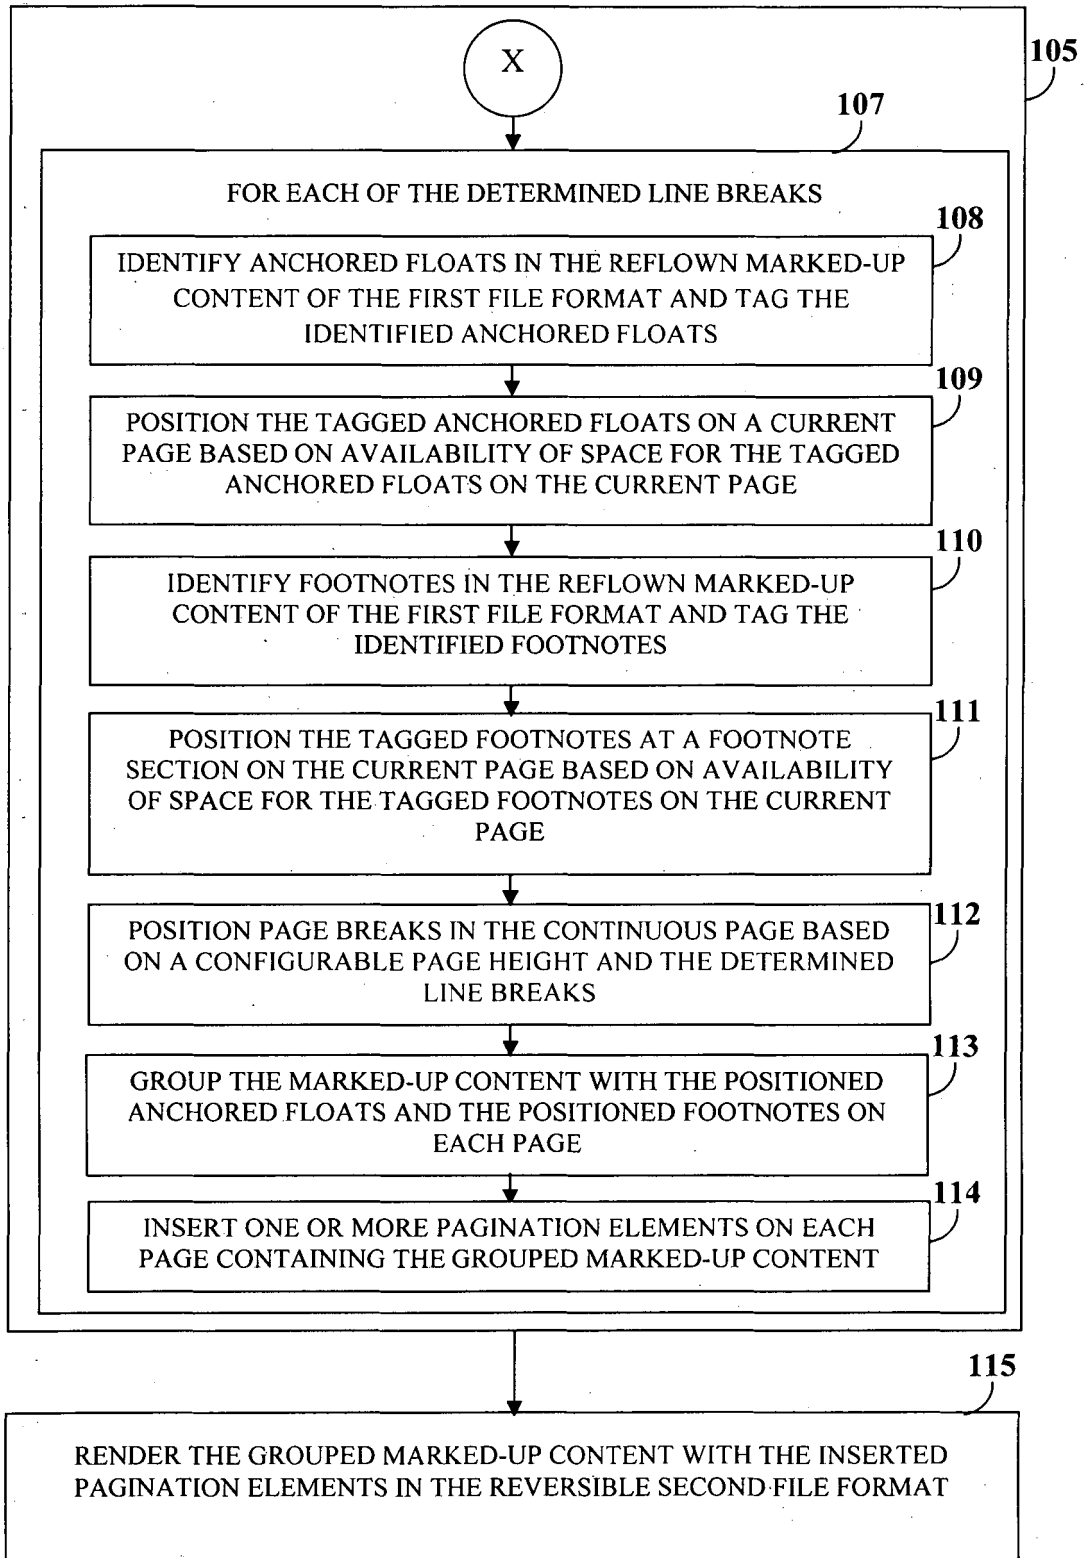 X
105
107
FOR EACH OF THE DETERMINED LINE BREAKS
108
IDENTIFY ANCHORED FLOATS IN THE REFLOWN MARKED-UP
CONTENT OF THE FIRST FILE FORMAT AND TAG THE
IDENTIFIED ANCHORED FLOATS
109
POSITION THE TAGGED ANCHORED FLOATS ON A CURRENT
PAGE BASED ON AVAILABILITY OF SPACE FOR THE TAGGED
ANCHORED FLOATS ON THE CURRENT PAGE
110
IDENTIFY FOOTNOTES IN THE REFLOWN MARKED-UP
CONTENT OF THE FIRST FILE FORMAT AND TAG THE
IDENTIFIED FOOTNOTES
111
POSITION THE TAGGED FOOTNOTES AT A FOOTNOTE
SECTION ON THE CURRENT PAGE BASED ON AVAILABILITY
OF SPACE FOR THE TAGGED FOOTNOTES ON THE CURRENT
PAGE
112
POSITION PAGE BREAKS IN THE CONTINUOUS PAGE BASED
ON A CONFIGURABLE PAGE HEIGHT AND THE DETERMINED
LINE BREAKS
113
GROUP THE MARKED-UP CONTENT WITH THE POSITIONED
ANCHORED FLOATS AND THE POSITIONED FOOTNOTES ON
EACH PAGE
114
INSERT ONE OR MORE PAGINATION ELEMENTS ON EACH
PAGE CONTAINING THE GROUPED MARKED-UP CONTENT
115
RENDER THE GROUPED MARKED-UP CONTENT WITH THE INSERTED
PAGINATION ELEMENTS IN THE REVERSIBLE SECOND FILE FORMAT